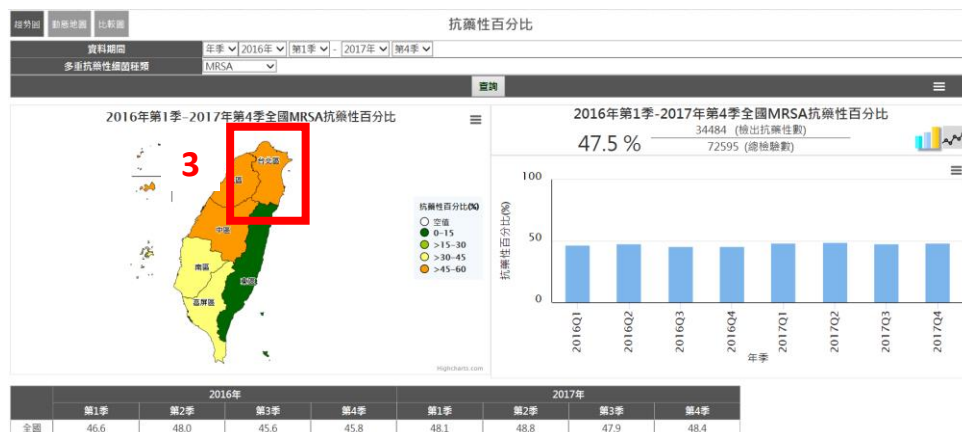 趨勢圖 動態地圖 比較圖 抗藥性百分比
資料期間 年季 2016年 第1季 - 2017年 第4季
多重抗藥性細菌種類 MRSA
查詢
2016年第1季-2017年第4季全國MRSA抗藥性百分比
3
台北區
區
中區
南區
高屏區
東區
抗藥性百分比(%)
空值
0-15
>15-30
>30-45
>45-60
Highcharts.com
2016年第1季-2017年第4季全國MRSA抗藥性百分比
47.5 % 34484 (檢出抗藥性數)
72595 (總檢驗數)
抗藥性百分比(%)
100
50
0
2016Q1 2016Q2 2016Q3 2016Q4 2017Q1 2017Q2 2017Q3 2017Q4
年季
2016年 2017年
第1季 第2季 第3季 第4季 第1季 第2季 第3季 第4季
全國 46.6 48.0 45.6 45.8 48.1 48.8 47.9 48.4